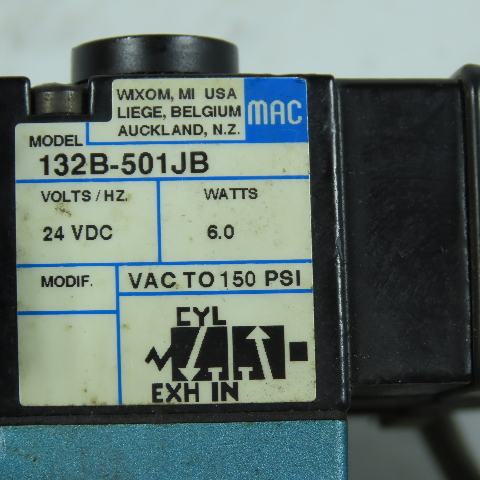 WIXOM, MI USA
LIEGE, BELGIUM
AUCKLAND, N.Z.
MAC
MODEL
132B-501JB
VOLTS / HZ.
WATTS
24 VDC
6.0
MODIF.
VAC TO 150 PSI
CYL
EXH IN